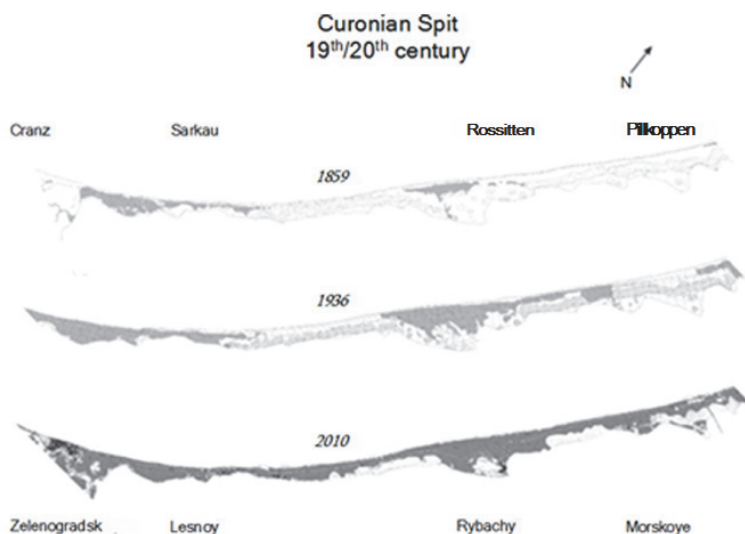 Curonian Spit
19th/20th century
N
Cranz Sarkau Rossitten Pillkoppen
1859
1936
2010
Zelenogradsk Lesnoy Rybachy Morskoye